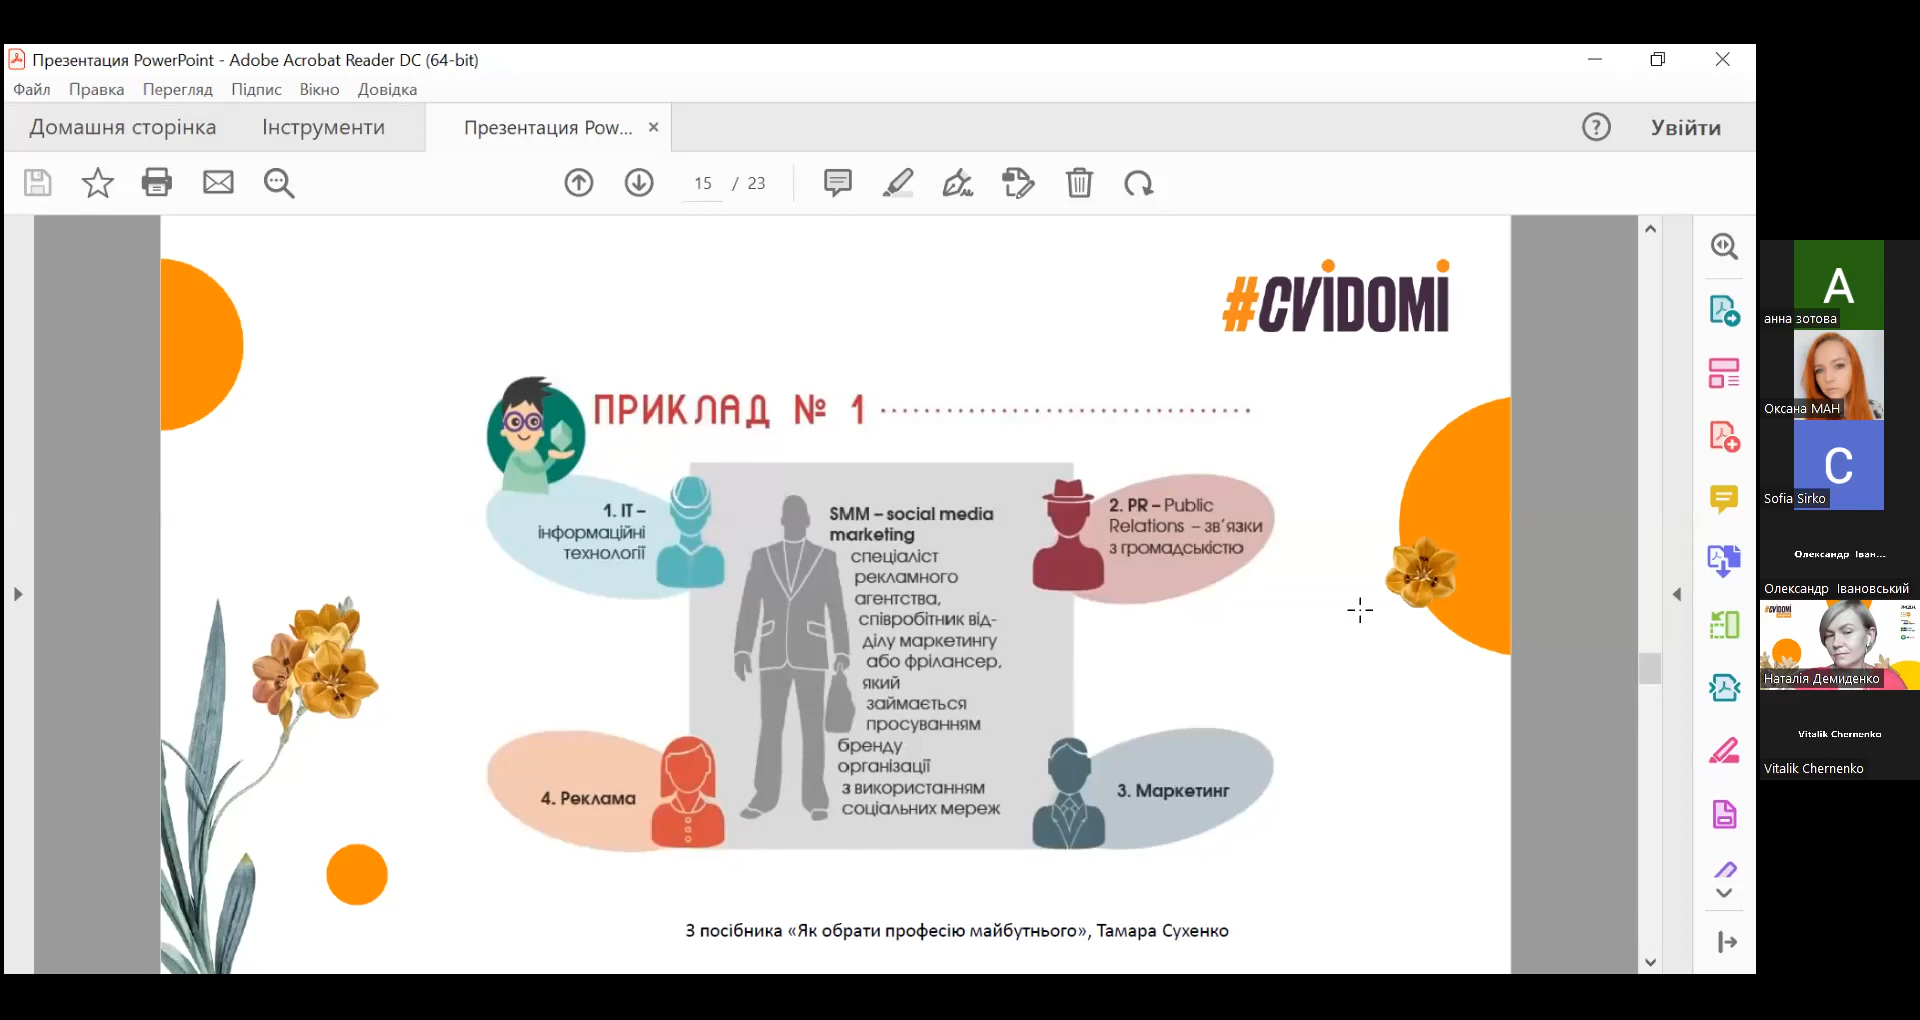 Презентация PowerPoint - Adobe Acrobat Reader DC (64-bit)
Файл Правка Перегляд Підпис Вікно Довідка
Домашня сторінка Інструменти Презентация Pow... × ? Увійти
15 / 23
#CVIDOMI
ПРИКЛАД № 1
1. IT –
інформаційні
технології
SMM – social media
marketing
спеціаліст
рекламного
агентства,
співробітник від-
ділу маркетингу
або фрілансер,
який
займається
просуванням
бренду
організації
з використанням
соціальних мереж
2. PR – Public
Relations – зв’язки
з громадськістю
4. Реклама
3. Маркетинг
З посібника «Як обрати професію майбутнього», Тамара Сухенко
А
анна зотова
Оксана МАН
C
Sofia Sirko
Олександр Іван...
Олександр Івановський
#CVIDOMI
Наталія Демиденко
Vitalik Chernenko
Vitalik Chernenko